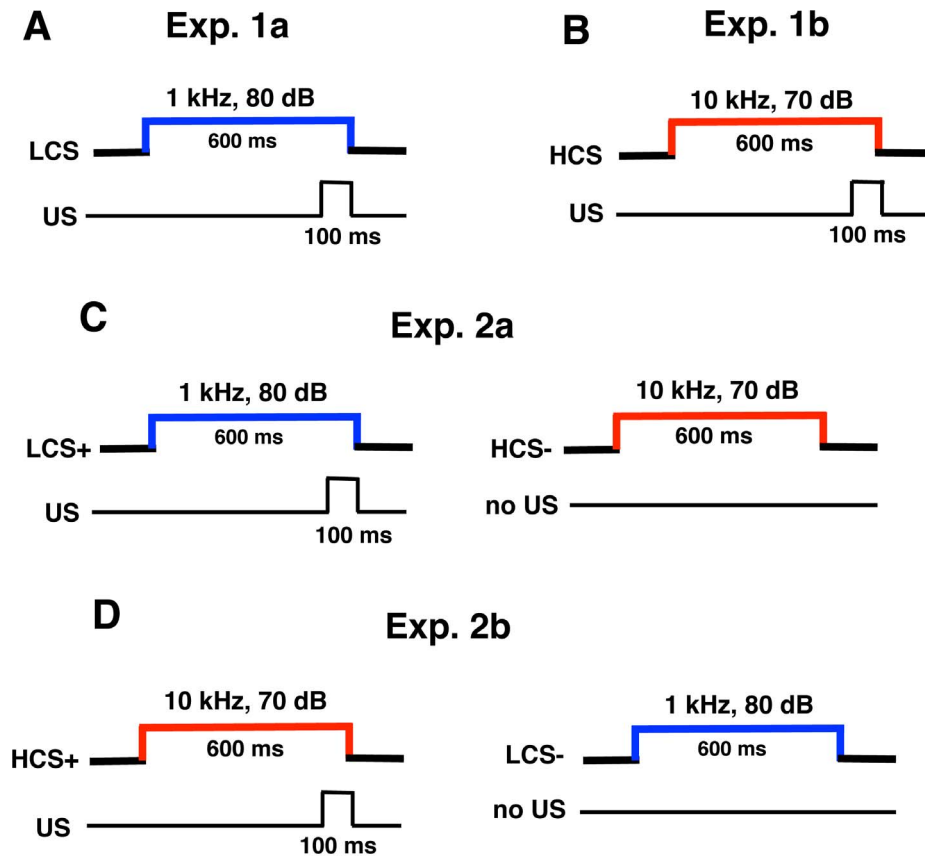 A
Exp. 1a
1 kHz, 80 dB
600 ms
LCS
US
100 ms
B
Exp. 1b
10 kHz, 70 dB
600 ms
HCS
US
100 ms
C
Exp. 2a
1 kHz, 80 dB
600 ms
LCS+
US
100 ms
10 kHz, 70 dB
600 ms
HCS-
no US
D
Exp. 2b
10 kHz, 70 dB
600 ms
HCS+
US
100 ms
1 kHz, 80 dB
600 ms
LCS-
no US